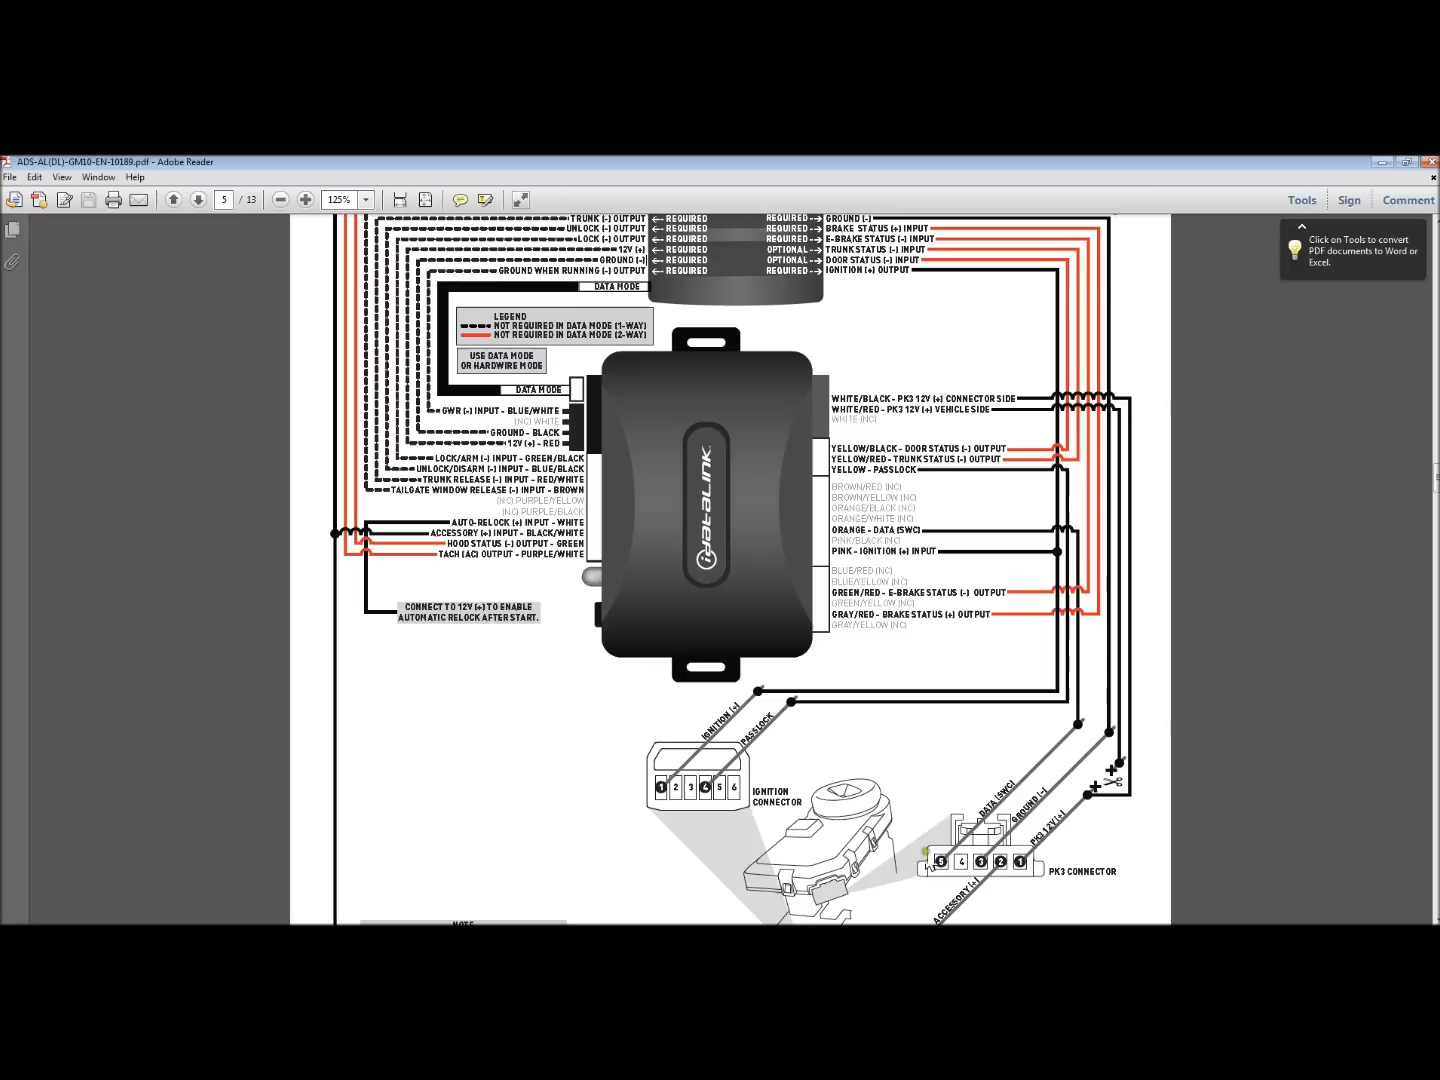 ADS-AL(DL)-GM10-EN-10189.pdf - Adobe Reader
File Edit View Window Help
5 / 13 125% Tools Sign Comment
Click on Tools to convert
PDF documents to Word or
Excel.
TRUNK (-) OUTPUT REQUIRED REQUIRED GROUND (-)
UNLOCK (-) OUTPUT REQUIRED REQUIRED BRAKE STATUS (+) INPUT
LOCK (-) OUTPUT REQUIRED REQUIRED E-BRAKE STATUS (-) INPUT
12V (+) REQUIRED OPTIONAL TRUNK STATUS (-) INPUT
GROUND (-) REQUIRED OPTIONAL DOOR STATUS (-) INPUT
GROUND WHEN RUNNING (-) OUTPUT REQUIRED REQUIRED IGNITION (+) OUTPUT
DATA MODE
LEGEND
NOT REQUIRED IN DATA MODE (1-WAY)
NOT REQUIRED IN DATA MODE (2-WAY)
USE DATA MODE
OR HARDWIRE MODE
DATA MODE
GWR (-) INPUT - BLUE/WHITE
(NC) WHITE
GROUND - BLACK
12V (+) - RED
LOCK/ARM (-) INPUT - GREEN/BLACK
UNLOCK/DISARM (-) INPUT - BLUE/BLACK
TRUNK RELEASE (-) INPUT - RED/WHITE
TAILGATE WINDOW RELEASE (-) INPUT - BROWN
(NC) PURPLE/YELLOW
(NC) PURPLE/BLACK
AUTO-RELOCK (+) INPUT - WHITE
ACCESSORY (+) INPUT - BLACK/WHITE
HOOD STATUS (-) OUTPUT - GREEN
TACH (AC) OUTPUT - PURPLE/WHITE
CONNECT TO 12V (+) TO ENABLE
AUTOMATIC RELOCK AFTER START.
idatalink
WHITE/BLACK - PK3 12V (+) CONNECTOR SIDE
WHITE/RED - PK3 12V (+) VEHICLE SIDE
WHITE (NC)
YELLOW/BLACK - DOOR STATUS (-) OUTPUT
YELLOW/RED - TRUNK STATUS (-) OUTPUT
YELLOW - PASSLOCK
BROWN/RED (NC)
BROWN/YELLOW (NC)
ORANGE/BLACK (NC)
ORANGE/WHITE (NC)
ORANGE - DATA (SWC)
PINK/BLACK (NC)
PINK - IGNITION (+) INPUT
BLUE/RED (NC)
BLUE/YELLOW (NC)
GREEN/RED - E-BRAKE STATUS (-) OUTPUT
GREEN/YELLOW (NC)
GRAY/RED - BRAKE STATUS (+) OUTPUT
GRAY/YELLOW (NC)
IGNITION (+)
PASSLOCK
1 2 3 4 5 6
IGNITION
CONNECTOR
DATA (SWC)
GROUND (-)
PK3 12V (+)
5 4 3 2 1
PK3 CONNECTOR
ACCESSORY (+)
NOTE